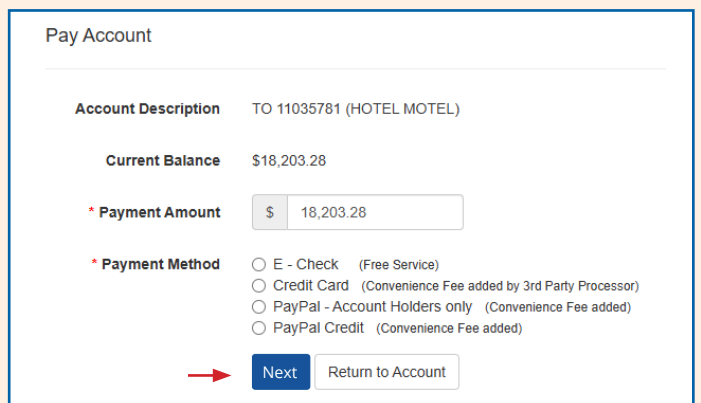 Pay Account
Account Description TO 11035781 (HOTEL MOTEL)
Current Balance $18,203.28
* Payment Amount $ 18,203.28
* Payment Method E - Check (Free Service)
Credit Card (Convenience Fee added by 3rd Party Processor)
PayPal - Account Holders only (Convenience Fee added)
PayPal Credit (Convenience Fee added)
Next Return to Account